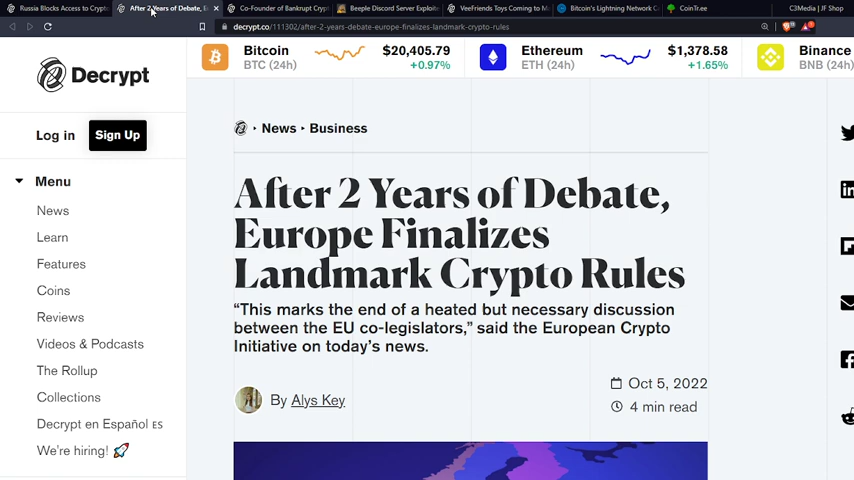 Russia Blocks Access to Crypto
After 2 Years of Debate, E
Co-Founder of Bankrupt Cryp
Beeple Discord Server Exploite
VeeFriends Toys Coming to M
Bitcoin's Lightning Network C
CoinTr.ee
C3Media | JF Shop
decrypt.co/111302/after-2-years-debate-europe-finalizes-landmark-crypto-rules
Decrypt
Bitcoin
BTC (24h)
$20,405.79
+0.97%
Ethereum
ETH (24h)
$1,378.58
+1.65%
Binance
BNB (24h)
Log in
Sign Up
Menu
News
Learn
Features
Coins
Reviews
Videos & Podcasts
The Rollup
Collections
Decrypt en Español ES
We're hiring! 🚀
News ‣ Business
After 2 Years of Debate,
Europe Finalizes
Landmark Crypto Rules
“This marks the end of a heated but necessary discussion
between the EU co-legislators,” said the European Crypto
Initiative on today’s news.
By Alys Key
Oct 5, 2022
4 min read